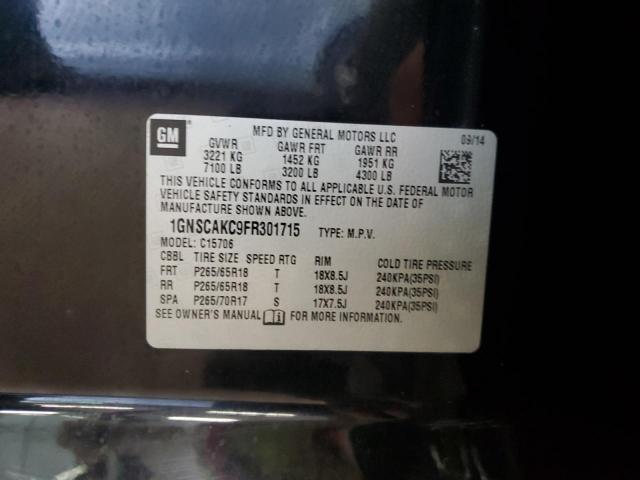 GM
MFD BY GENERAL MOTORS LLC 09/14
GVWR GAWR FRT GAWR RR
3221 KG 1452 KG 1951 KG
7100 LB 3200 LB 4300 LB
THIS VEHICLE CONFORMS TO ALL APPLICABLE U.S. FEDERAL MOTOR
VEHICLE SAFETY STANDARDS IN EFFECT ON THE DATE OF
MANUFACTURE SHOWN ABOVE.
1GNSCAKC9FR301715 TYPE: M.P.V.
MODEL: C15706
CBBL TIRE SIZE SPEED RTG RIM COLD TIRE PRESSURE
FRT P265/65R18 T 18X8.5J 240KPA(35PSI)
RR P265/65R18 T 18X8.5J 240KPA(35PSI)
SPA P265/70R17 S 17X7.5J 240KPA(35PSI)
SEE OWNER'S MANUAL FOR MORE INFORMATION.